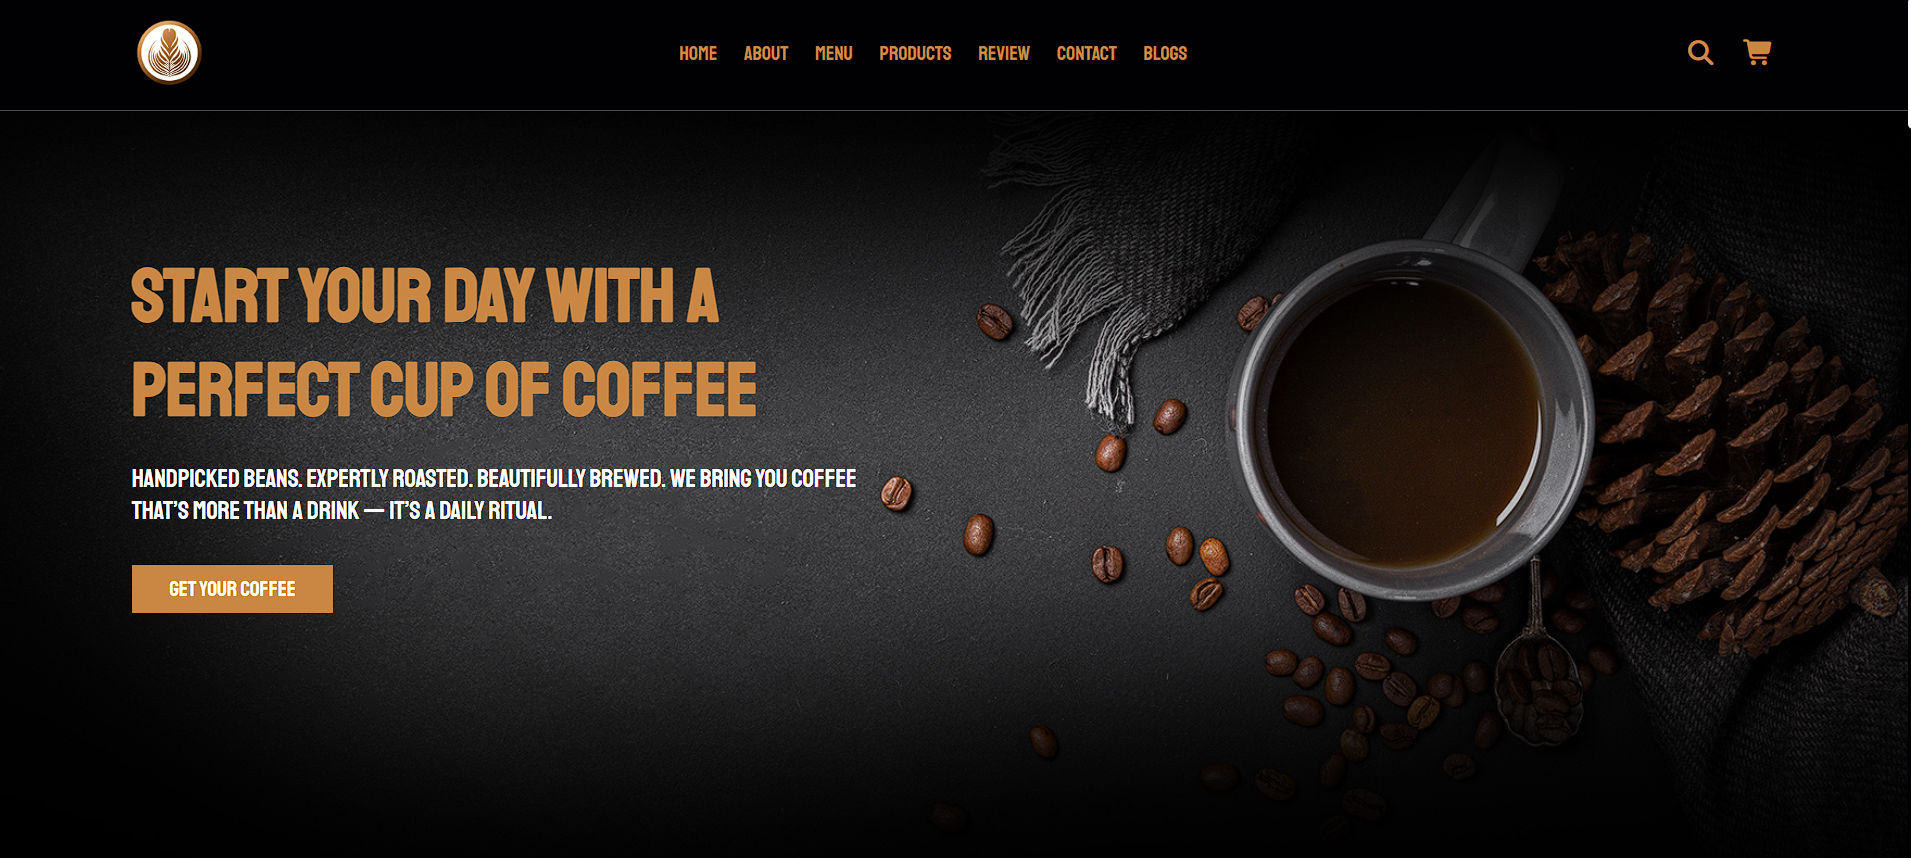 HOME ABOUT MENU PRODUCTS REVIEW CONTACT BLOGS
START YOUR DAY WITH A
PERFECT CUP OF COFFEE
HANDPICKED BEANS. EXPERTLY ROASTED. BEAUTIFULLY BREWED. WE BRING YOU COFFEE
THAT’S MORE THAN A DRINK — IT’S A DAILY RITUAL.
GET YOUR COFFEE